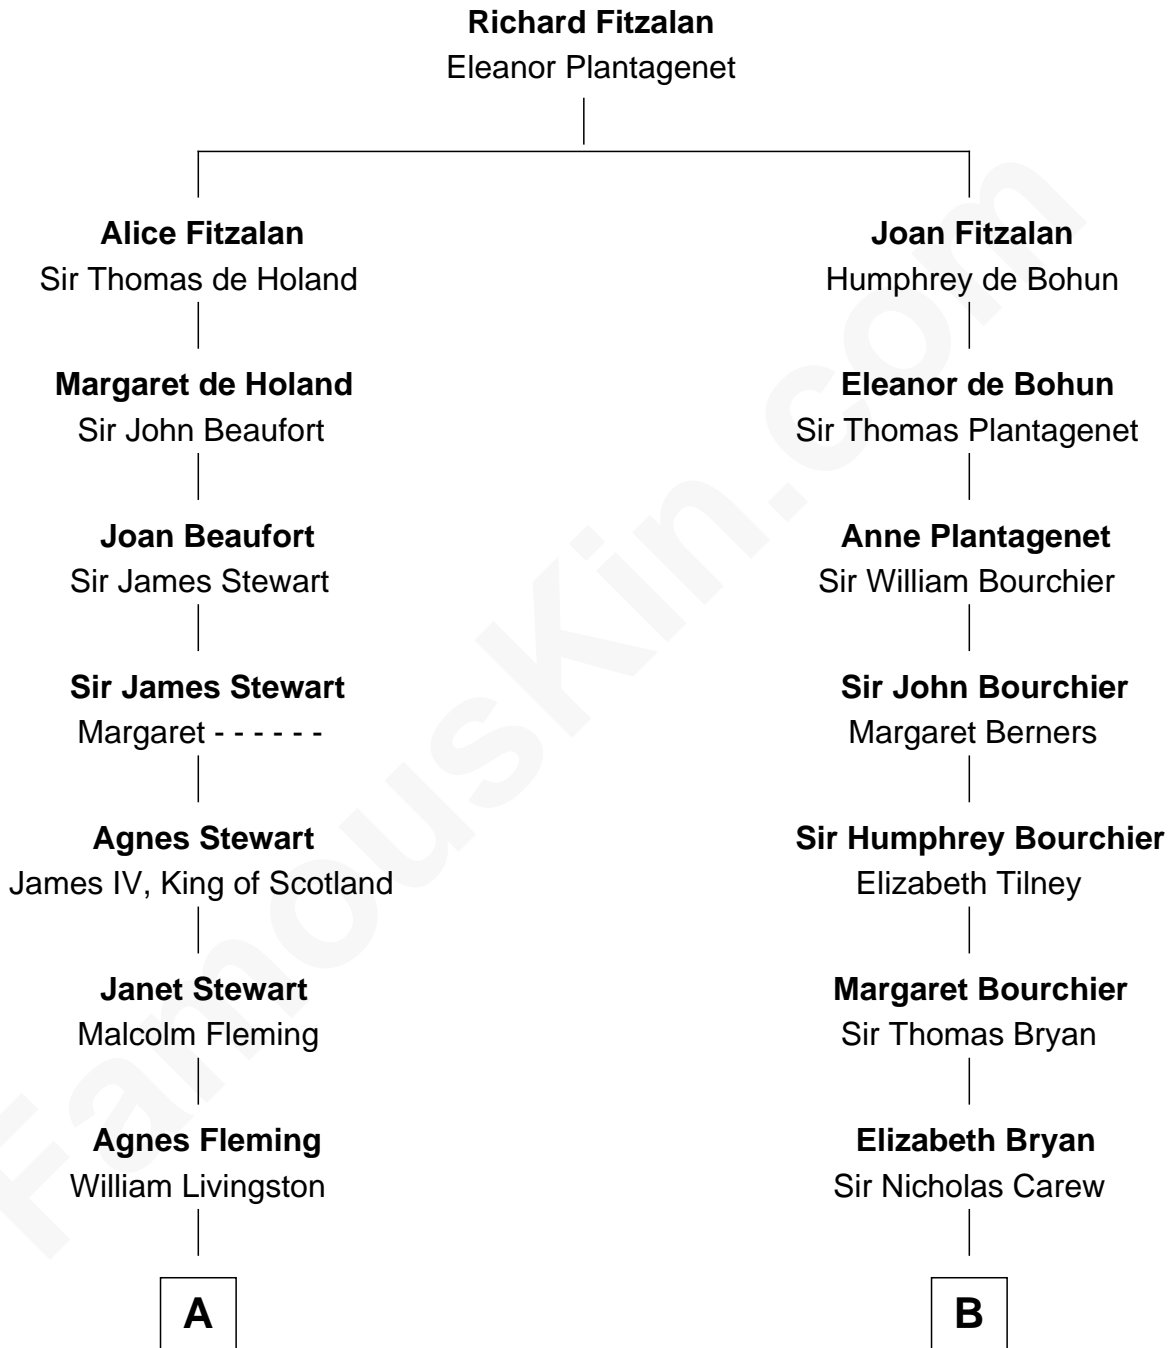 Richard Fitzalan
Eleanor Plantagenet
Alice Fitzalan
Sir Thomas de Holand
Margaret de Holand
Sir John Beaufort
Joan Beaufort
Sir James Stewart
Sir James Stewart
Margaret - - - - - -
Agnes Stewart
James IV, King of Scotland
Janet Stewart
Malcolm Fleming
Agnes Fleming
William Livingston
A
Joan Fitzalan
Humphrey de Bohun
Eleanor de Bohun
Sir Thomas Plantagenet
Anne Plantagenet
Sir William Bourchier
Sir John Bourchier
Margaret Berners
Sir Humphrey Bourchier
Elizabeth Tilney
Margaret Bourchier
Sir Thomas Bryan
Elizabeth Bryan
Sir Nicholas Carew
B
FamousKin.com